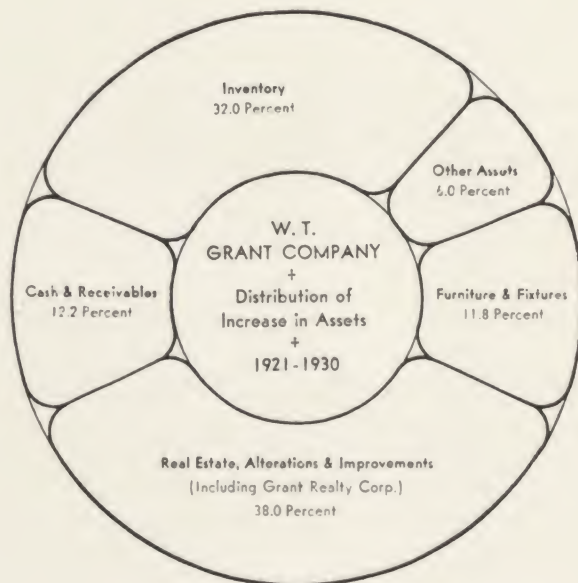 Inventory
32.0 Percent
Other Assets
6.0 Percent
W. T.
GRANT COMPANY
+
Distribution of
Increase in Assets
+
1921-1930
Cash & Receivables
12.2 Percent
Furniture & Fixtures
11.8 Percent
Real Estate, Alterations & Improvements
(Including Grant Realty Corp.)
38.0 Percent